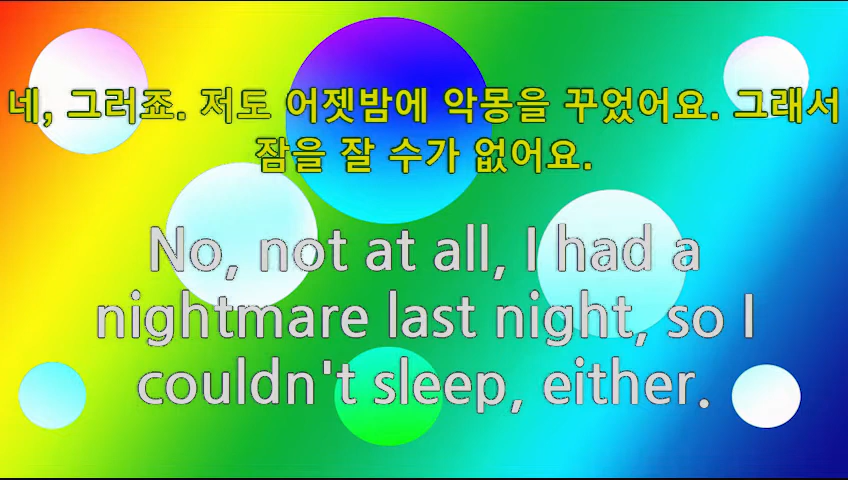 네, 그러죠. 저도 어젯밤에 악몽을 꾸었어요. 그래서
잠을 잘 수가 없어요.
No, not at all, I had a
nightmare last night, so I
couldn't sleep, either.